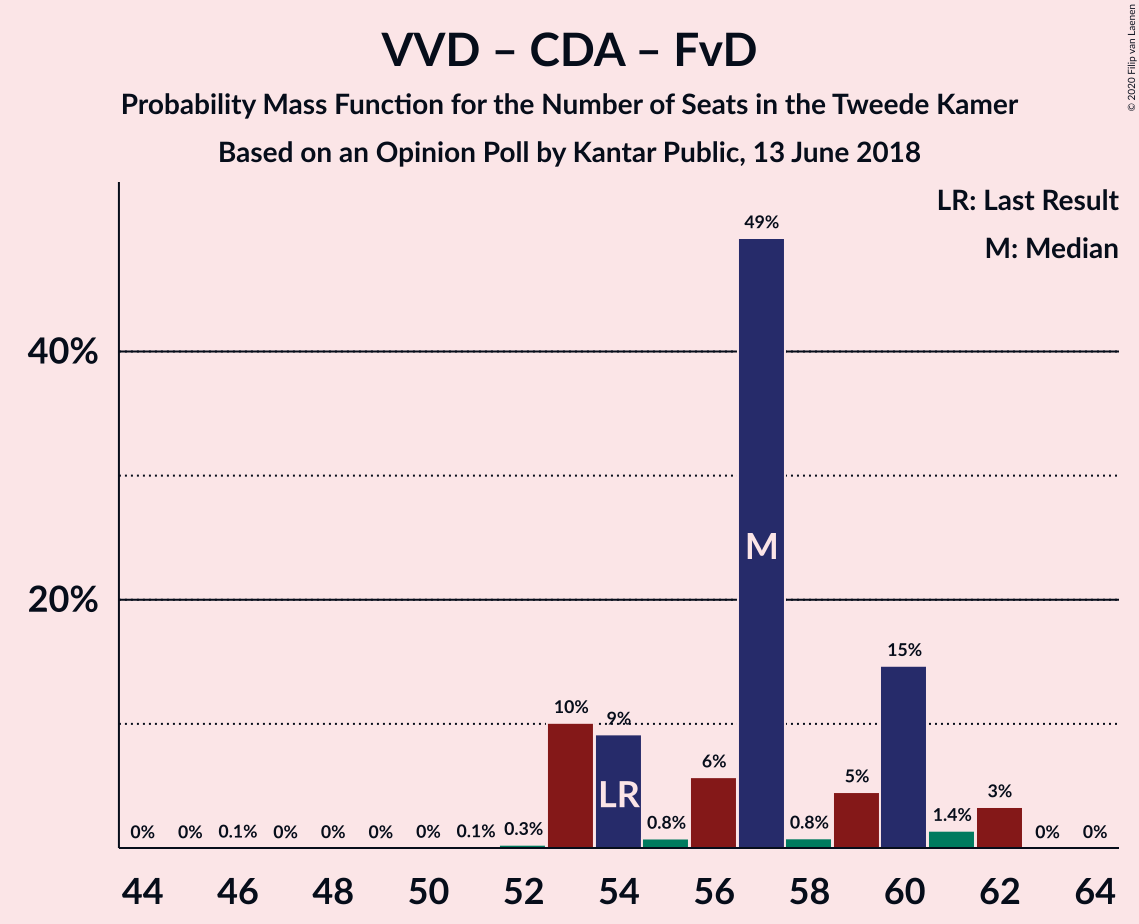 VVD – CDA – FvD
Probability Mass Function for the Number of Seats in the Tweede Kamer
Based on an Opinion Poll by Kantar Public, 13 June 2018
© 2020 Filip van Laenen
LR: Last Result
M: Median
40%
20%
0% 0% 0.1% 0% 0% 0% 0% 0.1% 0.3% 10% 9% 0.8% 6% 49% 0.8% 5% 15% 1.4% 3% 0% 0%
LR
M
44 46 48 50 52 54 56 58 60 62 64